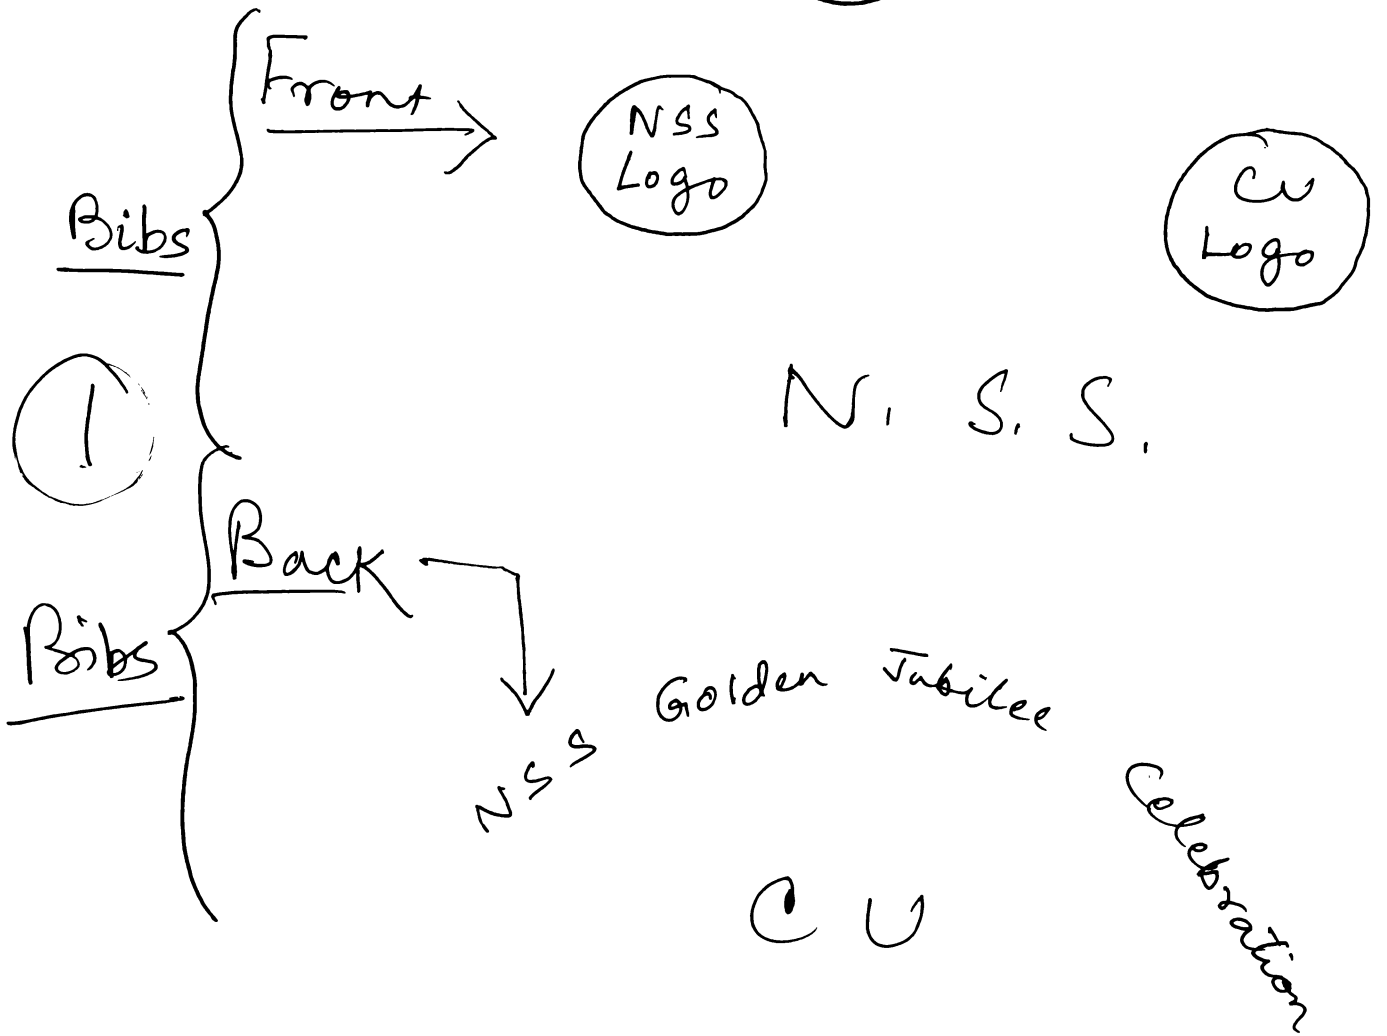 Front
NSS
Logo
CU
Logo
Bibs
N. S. S.
1
Back
Bibs
NSS Golden Jubilee Celebration
CU